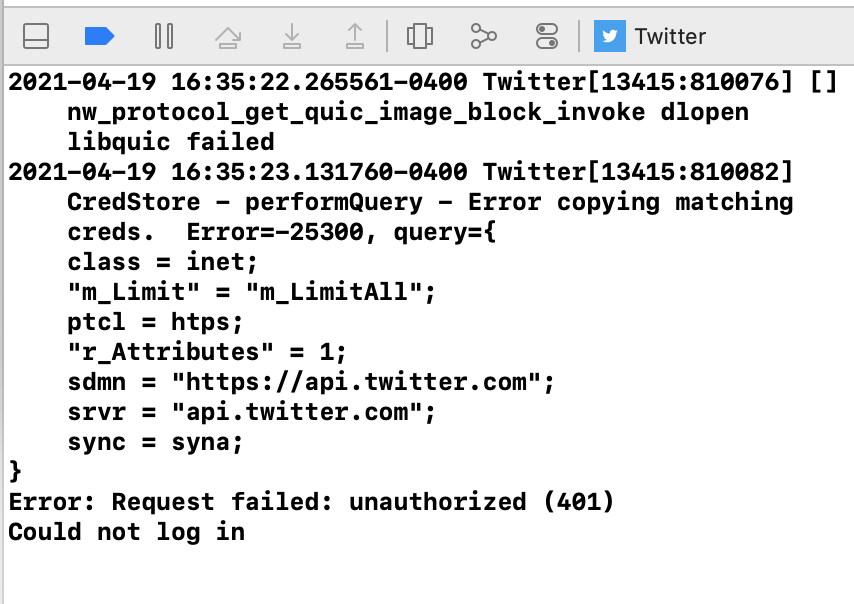 Twitter
2021-04-19 16:35:22.265561-0400 Twitter[13415:810076] []
nw_protocol_get_quic_image_block_invoke dlopen
libquic failed
2021-04-19 16:35:23.131760-0400 Twitter[13415:810082]
CredStore - performQuery - Error copying matching
creds.  Error=-25300, query={
class = inet;
"m_Limit" = "m_LimitAll";
ptcl = htps;
"r_Attributes" = 1;
sdmn = "https://api.twitter.com";
srvr = "api.twitter.com";
sync = syna;
}
Error: Request failed: unauthorized (401)
Could not log in